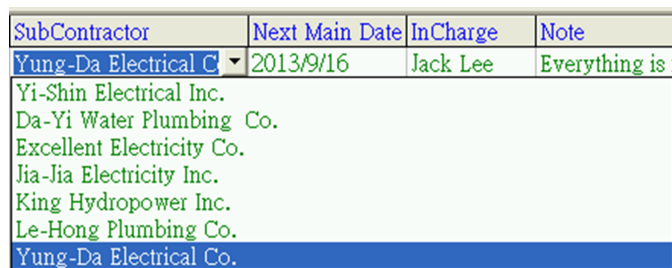 SubContractor Next Main Date InCharge Note
Yung-Da Electrical C 2013/9/16 Jack Lee Everything is
Yi-Shin Electrical Inc.
Da-Yi Water Plumbing Co.
Excellent Electricity Co.
Jia-Jia Electricity Inc.
King Hydropower Inc.
Le-Hong Plumbing Co.
Yung-Da Electrical Co.